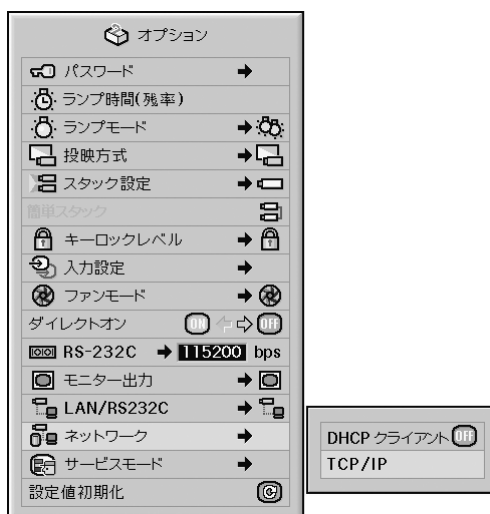 オプション
パスワード
ランプ時間(残率)
ランプモード
投映方式
スタック設定
簡単スタック
キーロックレベル
入力設定
ファンモード
ダイレクトオン ON OFF
RS-232C 115200 bps
モニター出力
LAN/RS232C
ネットワーク
サービスモード
設定値初期化
DHCP クライアント OFF
TCP/IP